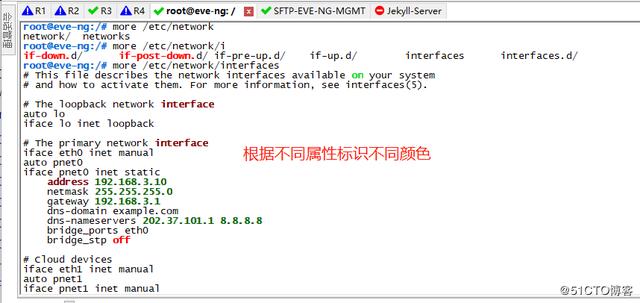 R1 R2 R3 R4 root@eve-ng: / SFTP-EVE-NG-MGMT Jekyll-Server
会话管理
root@eve-ng:/# more /etc/network
network/ networks
root@eve-ng:/# more /etc/network/i
if-down.d/ if-post-down.d/ if-pre-up.d/ if-up.d/ interfaces interfaces.d/
root@eve-ng:/# more /etc/network/interfaces
# This file describes the network interfaces available on your system
# and how to activate them. For more information, see interfaces(5).
# The loopback network interface
auto lo
iface lo inet loopback
# The primary network interface
iface eth0 inet manual
auto pnet0
iface pnet0 inet static
address 192.168.3.10
netmask 255.255.255.0
gateway 192.168.3.1
dns-domain example.com
dns-nameservers 202.37.101.1 8.8.8.8
bridge_ports eth0
bridge_stp off
根据不同属性标识不同颜色
# Cloud devices
iface eth1 inet manual
auto pnet1
iface pnet1 inet manual
@51CTO博客